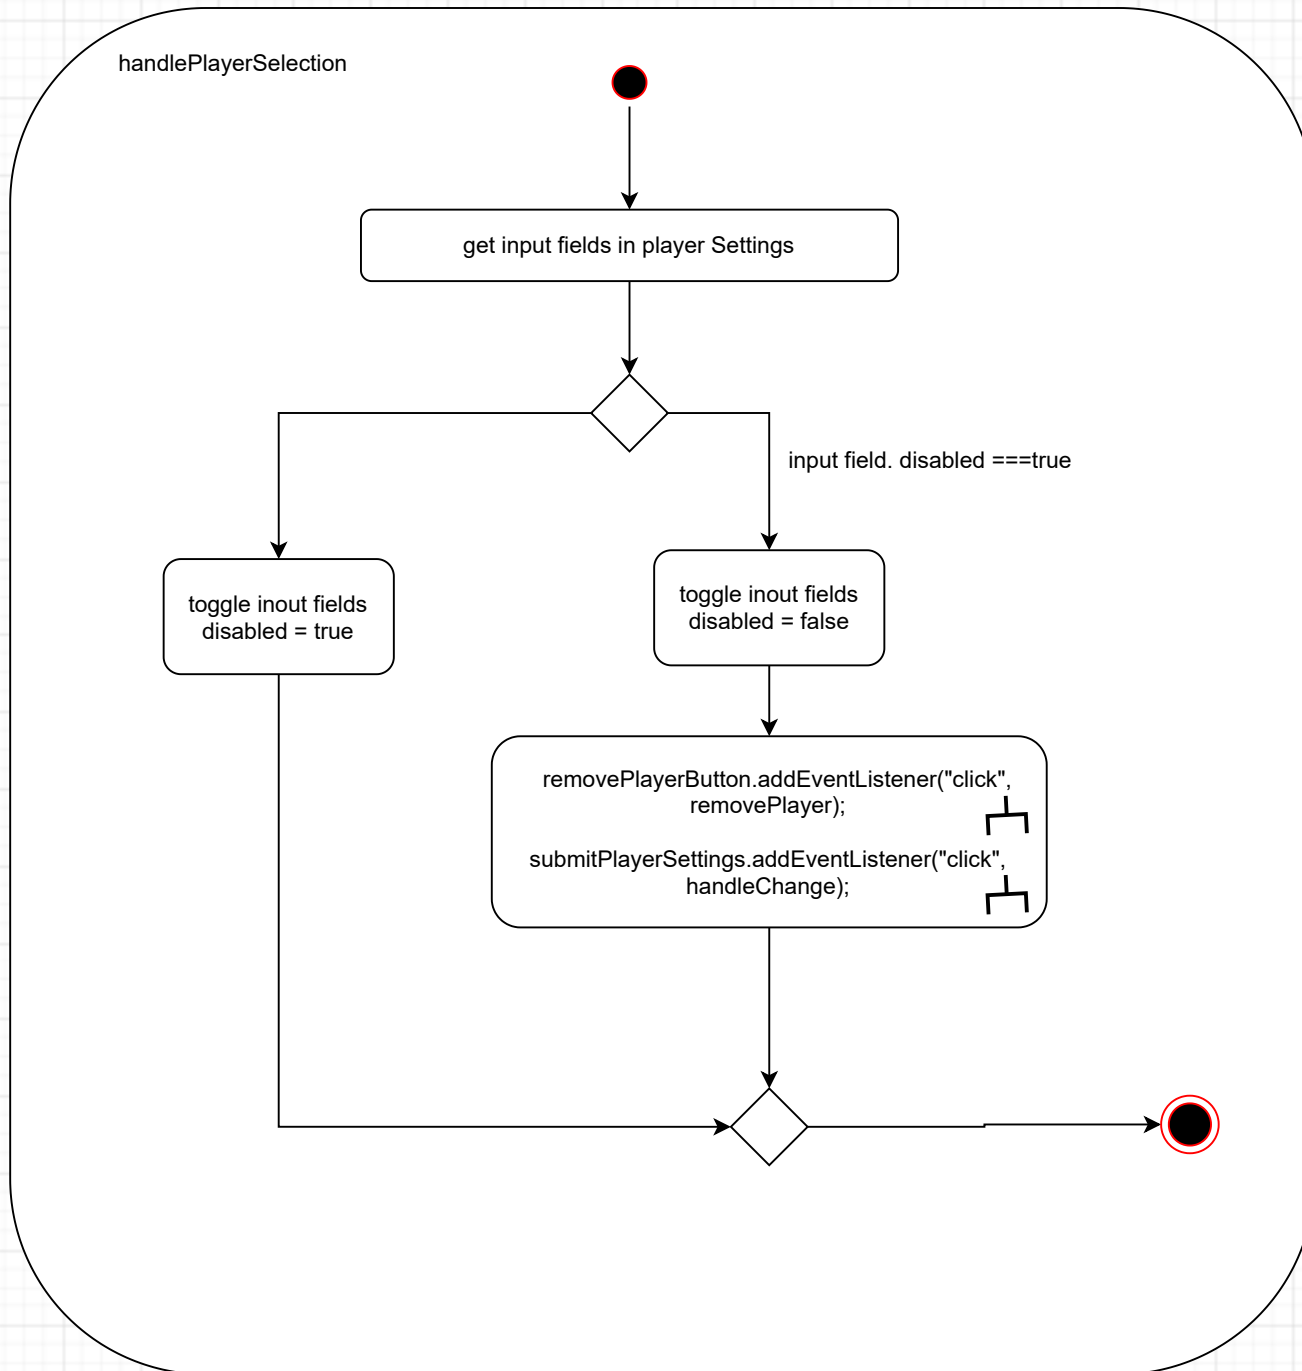 handlePlayerSelection
get input fields in player Settings
input field. disabled ===true
toggle inout fields
disabled = true
toggle inout fields
disabled = false
removePlayerButton.addEventListener("click",
removePlayer);
submitPlayerSettings.addEventListener("click",
handleChange);